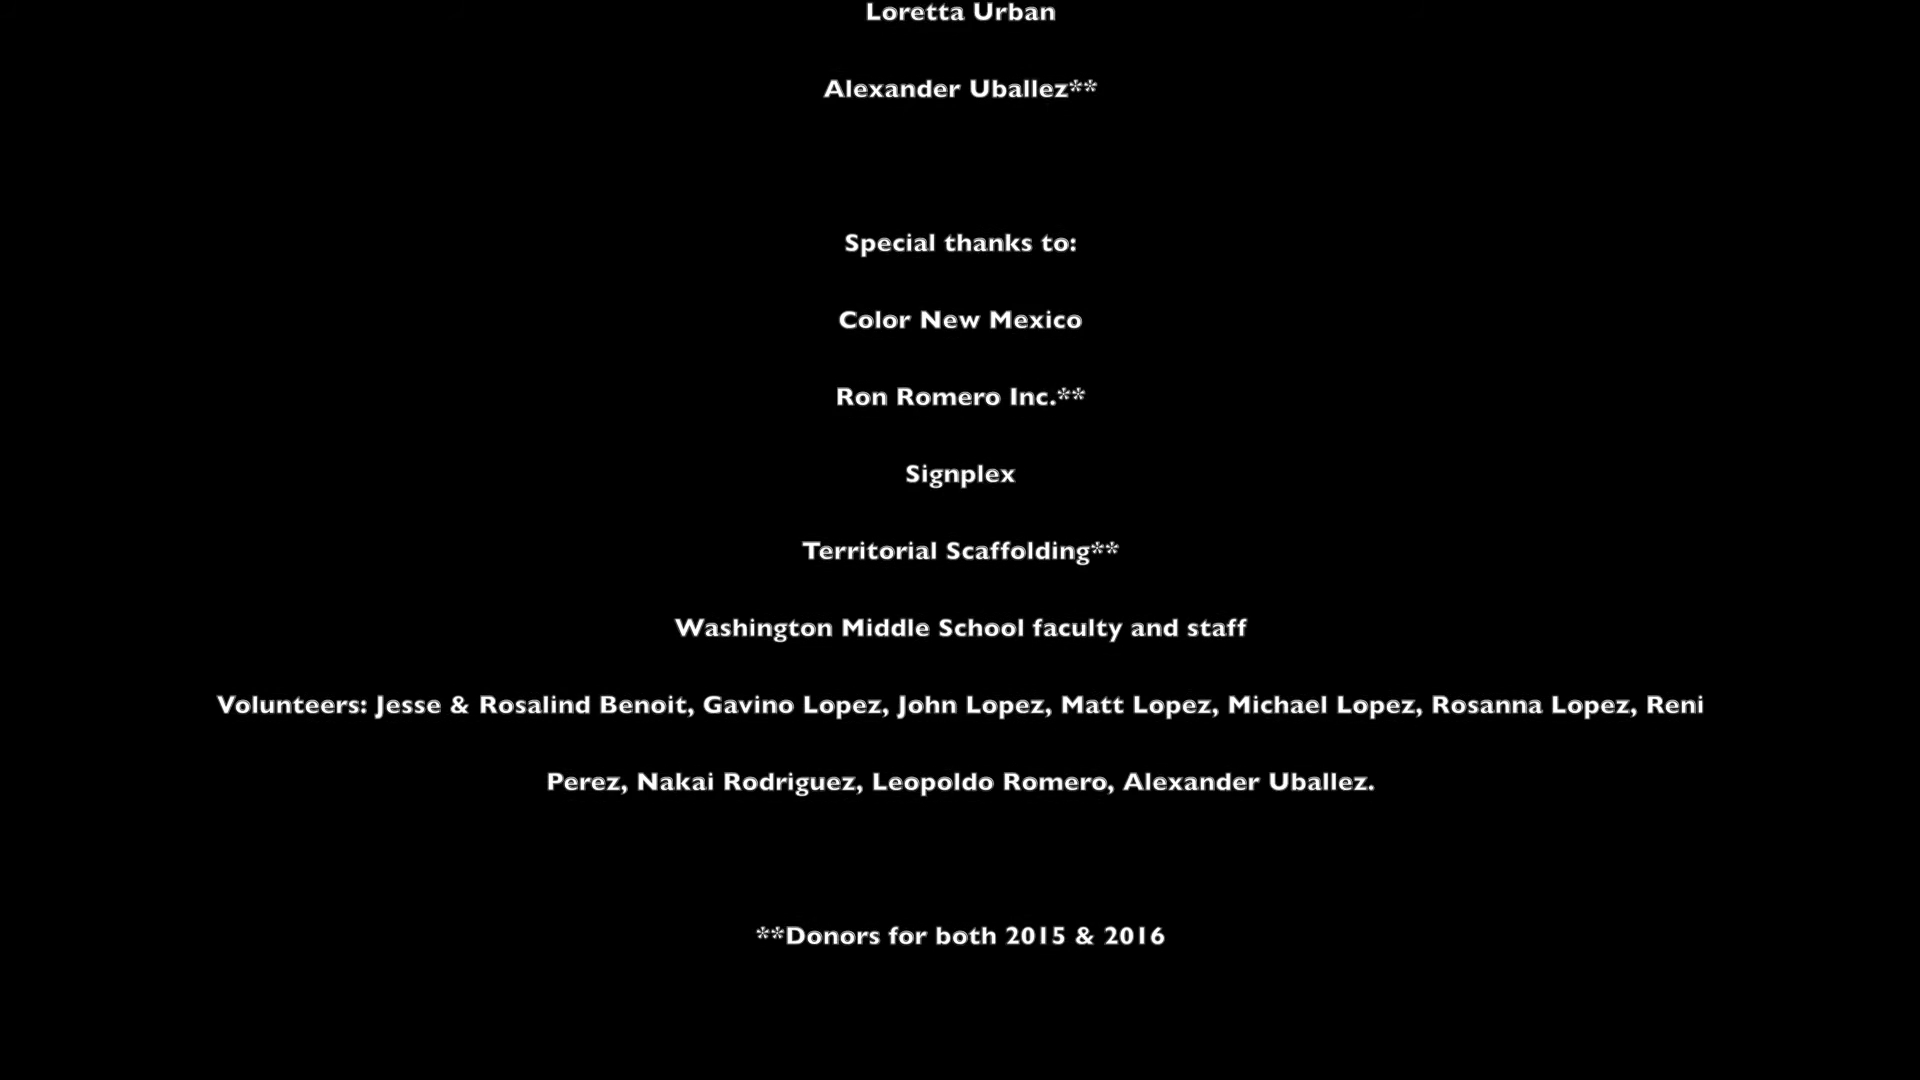 Loretta Urban
Alexander Uballez**
Special thanks to:
Color New Mexico
Ron Romero Inc.**
Signplex
Territorial Scaffolding**
Washington Middle School faculty and staff
Volunteers: Jesse & Rosalind Benoit, Gavino Lopez, John Lopez, Matt Lopez, Michael Lopez, Rosanna Lopez, Reni
Perez, Nakai Rodriguez, Leopoldo Romero, Alexander Uballez.
**Donors for both 2015 & 2016